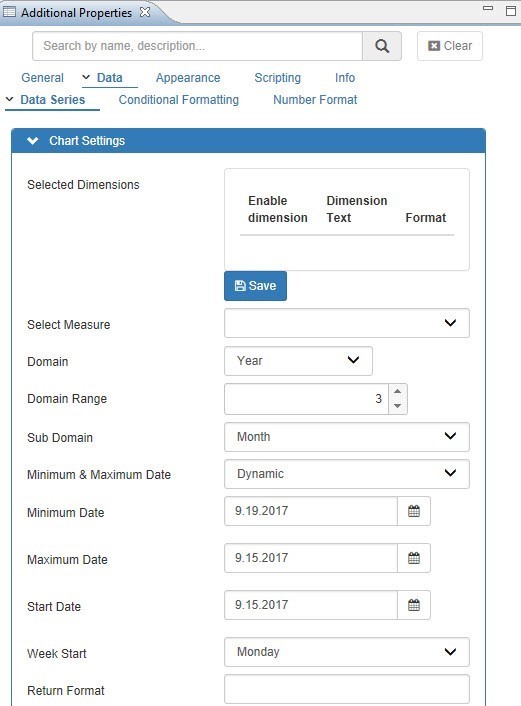 Additional Properties
Search by name, description...
Clear
General Data Appearance Scripting Info
Data Series Conditional Formatting Number Format
Chart Settings
Selected Dimensions
Enable dimension Dimension Text Format
Save
Select Measure
Domain Year
Domain Range 3
Sub Domain Month
Minimum & Maximum Date Dynamic
Minimum Date 9.19.2017
Maximum Date 9.15.2017
Start Date 9.15.2017
Week Start Monday
Return Format